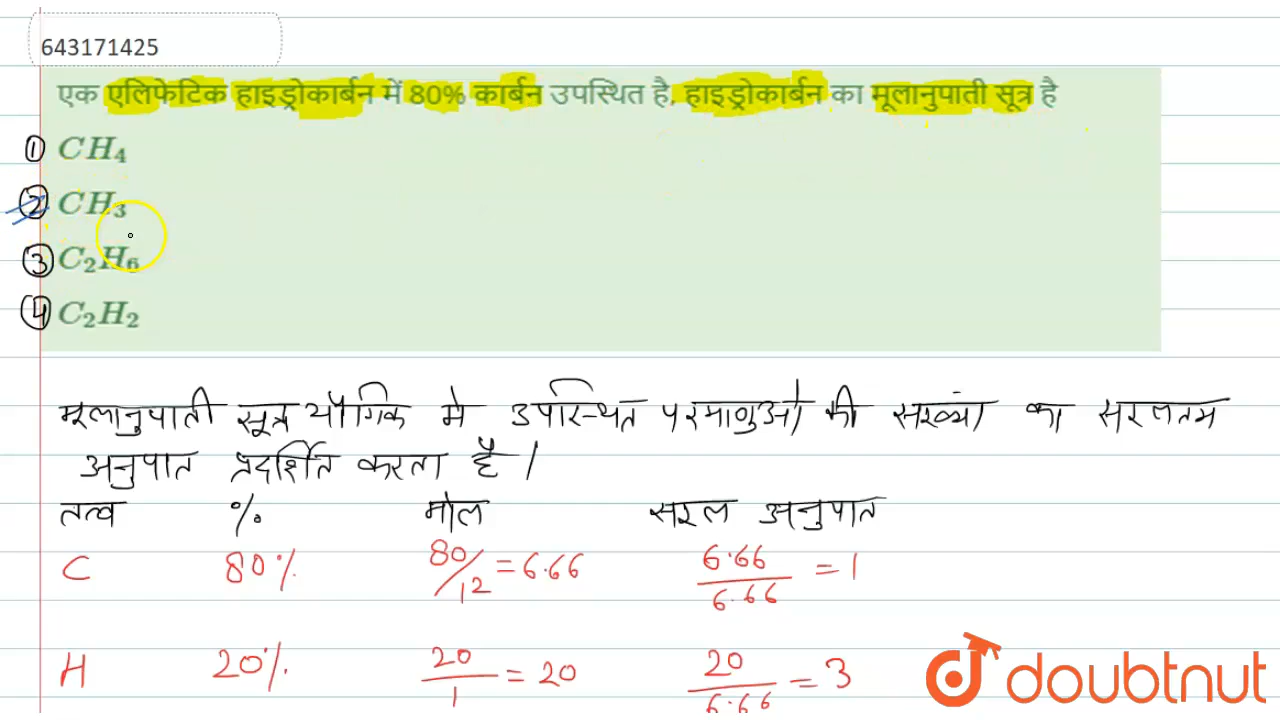 643171425
एक एलिफेटिक हाइड्रोकार्बन में 80% कार्बन उपस्थित है, हाइड्रोकार्बन का मूलानुपाती सूत्र है
① CH₄
② CH₃
③ C₂H₆
④ C₂H₂
मूलानुपाती सूत्र यौगिक मे उपस्थित परमाणुओं की संख्या का सरलतम
अनुपात प्रदर्शित करता है।
तत्व % मोल सरल अनुपात
C 80% 80/12 = 6.66 6.66/6.66 = 1
H 20% 20/1 = 20 20/6.66 = 3
doubtnut